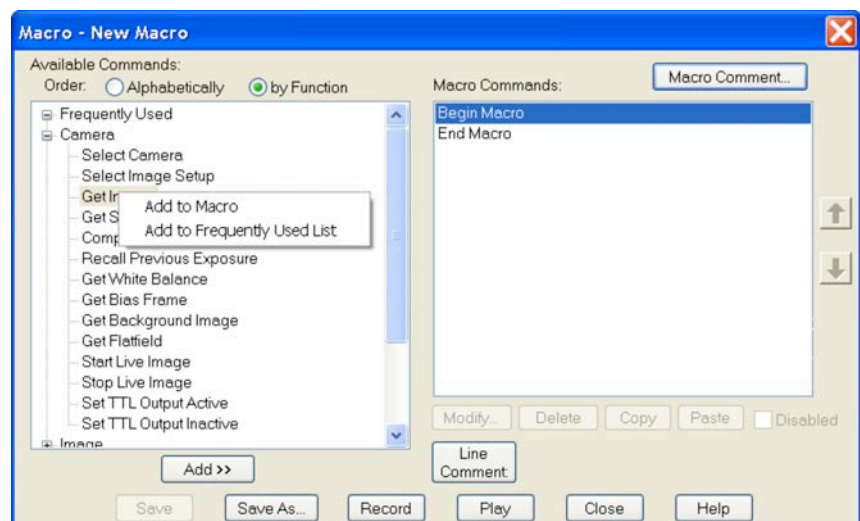 Macro - New Macro
Available Commands:
Order: Alphabetically by Function
Frequently Used
Camera
Select Camera
Select Image Setup
Get
Get S
Add to Macro
Add to Frequently Used List
Recall Previous Exposure
Get White Balance
Get Bias Frame
Get Background Image
Get Flatfield
Start Live Image
Stop Live Image
Set TTL Output Active
Set TTL Output Inactive
Image
Add >>
Macro Commands:
Macro Comment...
Begin Macro
End Macro
Modify... Delete Copy Paste Disabled
Line
Comment
Save Save As... Record Play Close Help